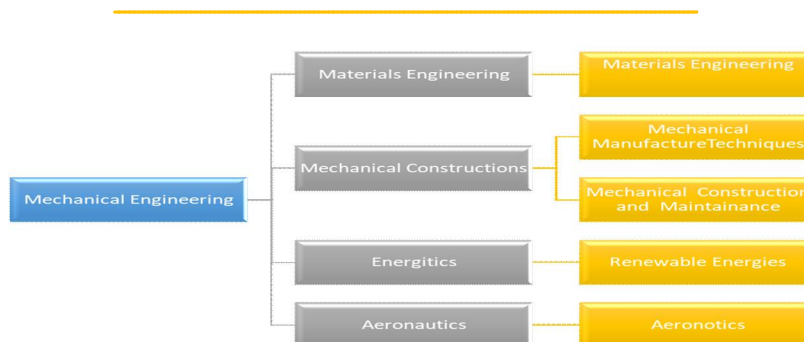 Materials Engineering
Materials Engineering
Mechanical
ManufactureTechniques
Mechanical Constructions
Mechanical Engineering
Mechanical Construction
and Maintainance
Energitics
Renewable Energies
Aeronautics
Aeronotics